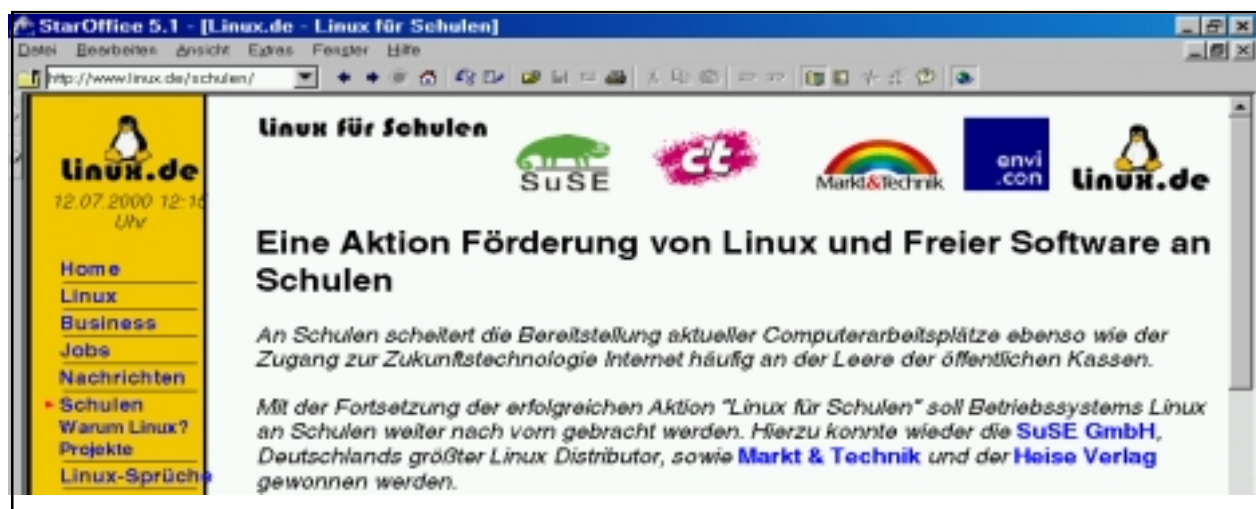 StarOffice 5.1 - [Linux.de - Linux für Schulen]
Datei Bearbeiten Ansicht Extras Fenster Hilfe
http://www.linux.de/schulen/
Linux.de
12.07.2000 12:15
Uhr
Home
Linux
Business
Jobs
Nachrichten
Schulen
Warum Linux?
Projekte
Linux-Sprüche
Linux für Schulen
SuSE
c't
Markt&Technik
envi
.con
Linux.de
Eine Aktion Förderung von Linux und Freier Software an
Schulen
An Schulen scheitert die Bereitstellung aktueller Computerarbeitsplätze ebenso wie der
Zugang zur Zukunftstechnologie Internet häufig an der Leere der öffentlichen Kassen.
Mit der Fortsetzung der erfolgreichen Aktion "Linux für Schulen" soll Betriebssystems Linux
an Schulen weiter nach vorn gebracht werden. Hierzu konnte wieder die SuSE GmbH,
Deutschlands größter Linux Distributor, sowie Markt & Technik und der Heise Verlag
gewonnen werden.